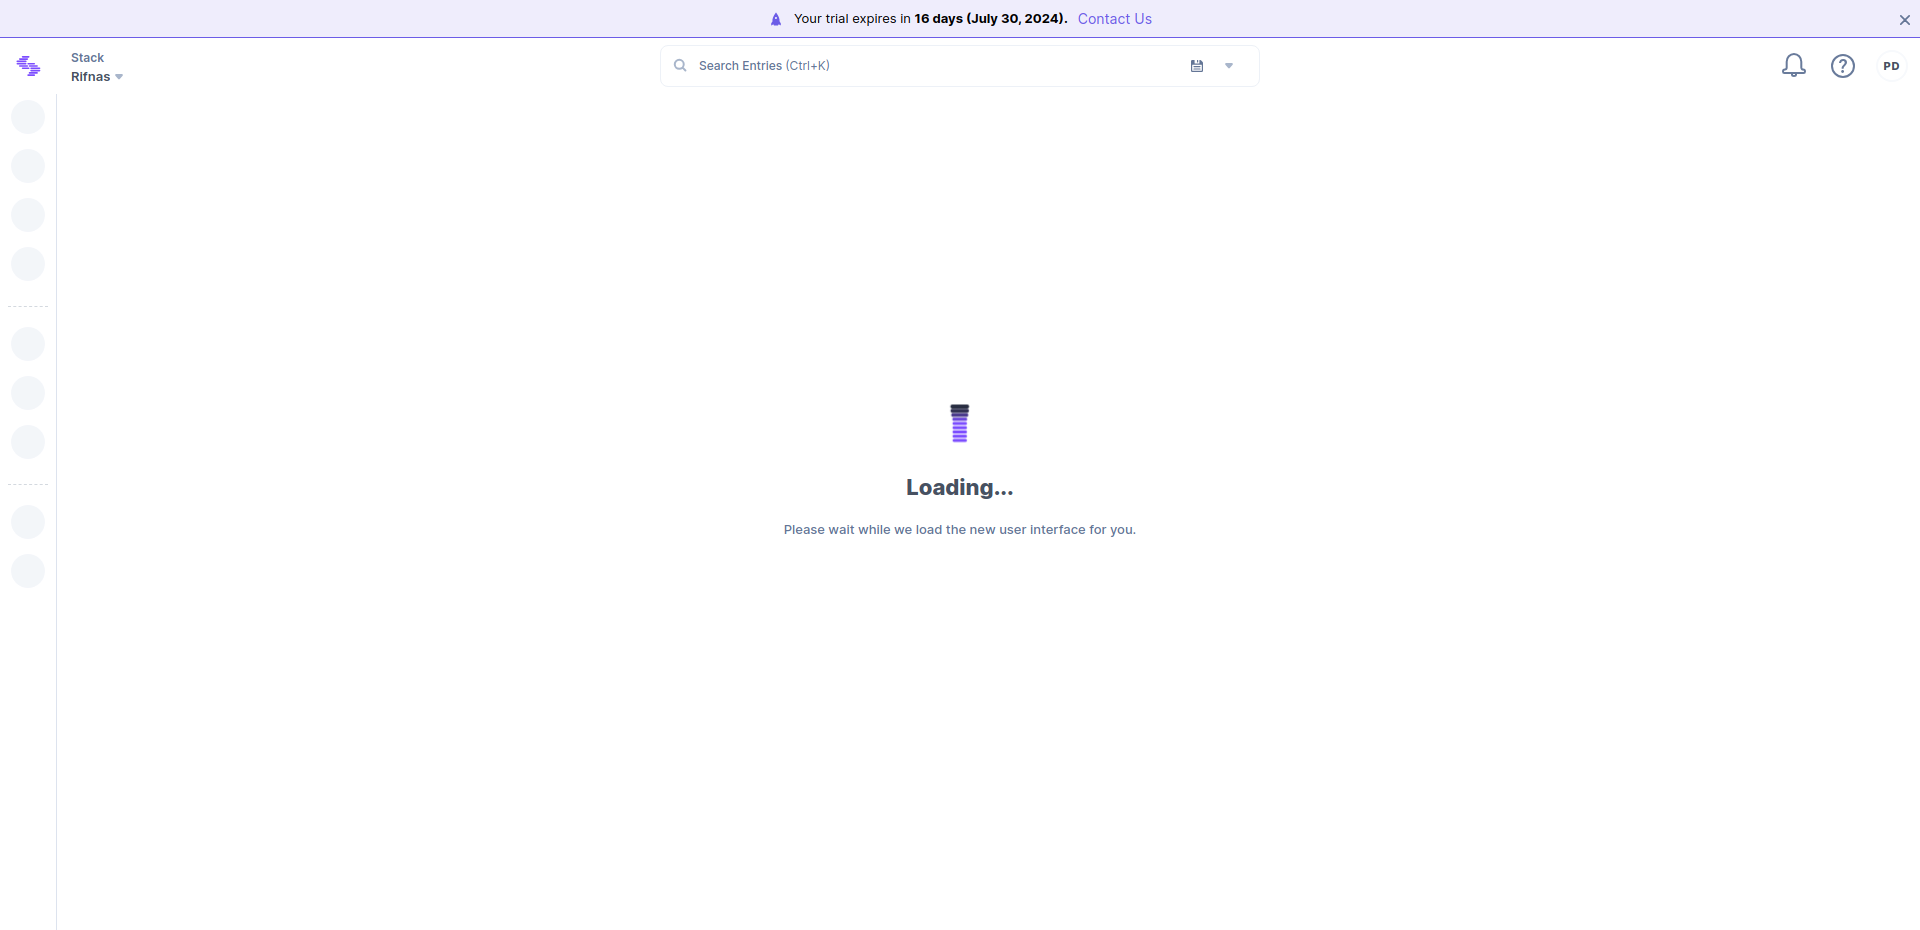 Your trial expires in 16 days (July 30, 2024). Contact Us
Stack
Rifnas
Search Entries (Ctrl+K)
PD
Loading...
Please wait while we load the new user interface for you.